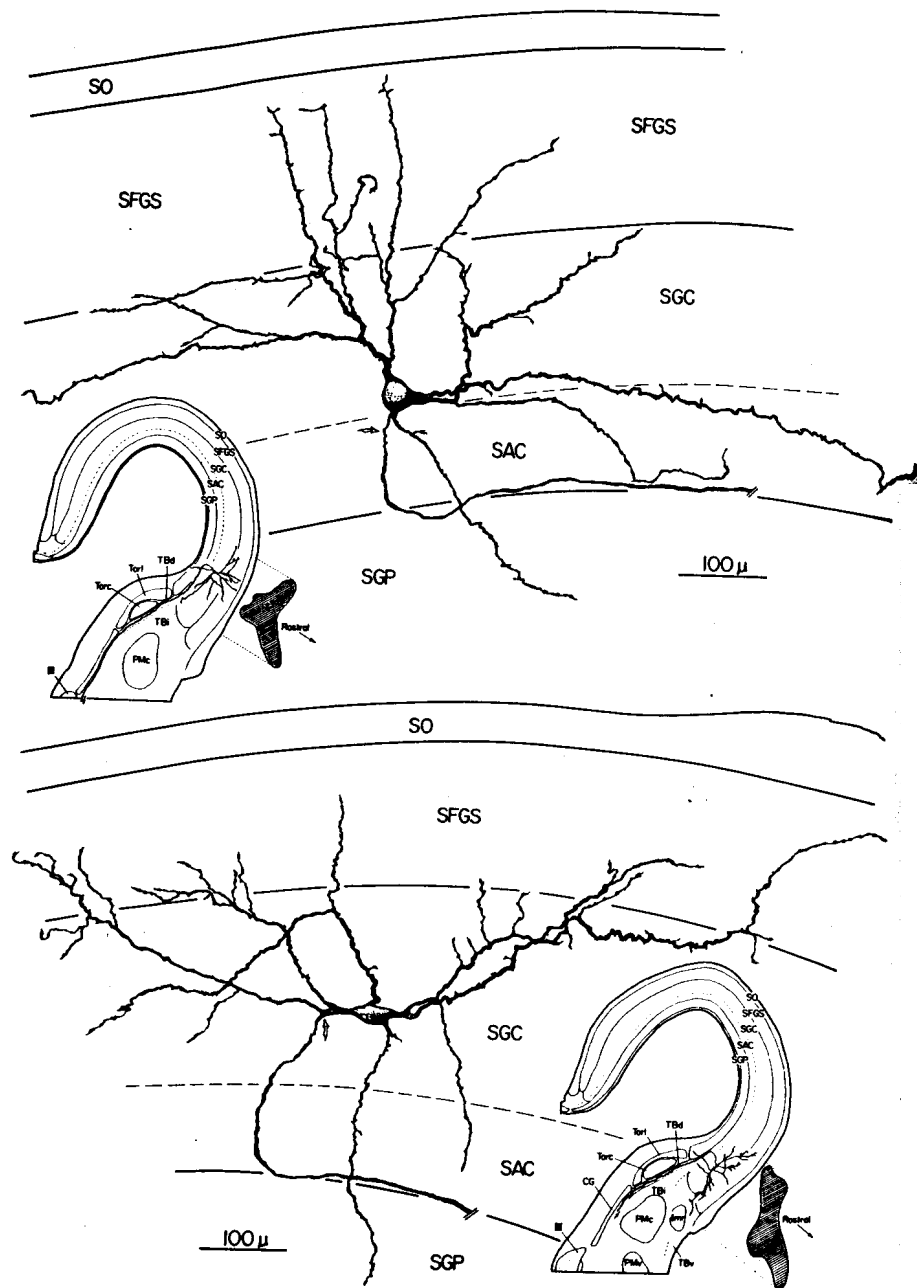 SO
SFGS
SFGS
SGC
SAC
SGP
100 μ
SO
SFGS
SGC
SAC
SGP
TBd
Torl
Torc
TBi
PMc
III
Rostral
SO
SFGS
SGC
SAC
SGP
100 μ
SO
SFGS
SGC
SAC
SGP
TBd
Torl
Torc
CG
TBi
PMc
III
PMv
TBv
Rostral